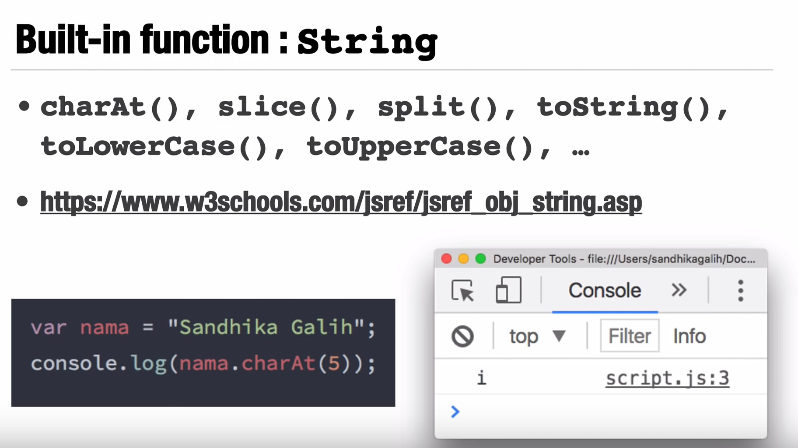 Built-in function : String
• charAt(), slice(), split(), toString(),
toLowerCase(), toUpperCase(), …
• https://www.w3schools.com/jsref/jsref_obj_string.asp
var nama = "Sandhika Galih";
console.log(nama.charAt(5));
Developer Tools - file:///Users/sandhikagalih/Doc...
Console »
top ▼ Filter Info
i script.js:3
>